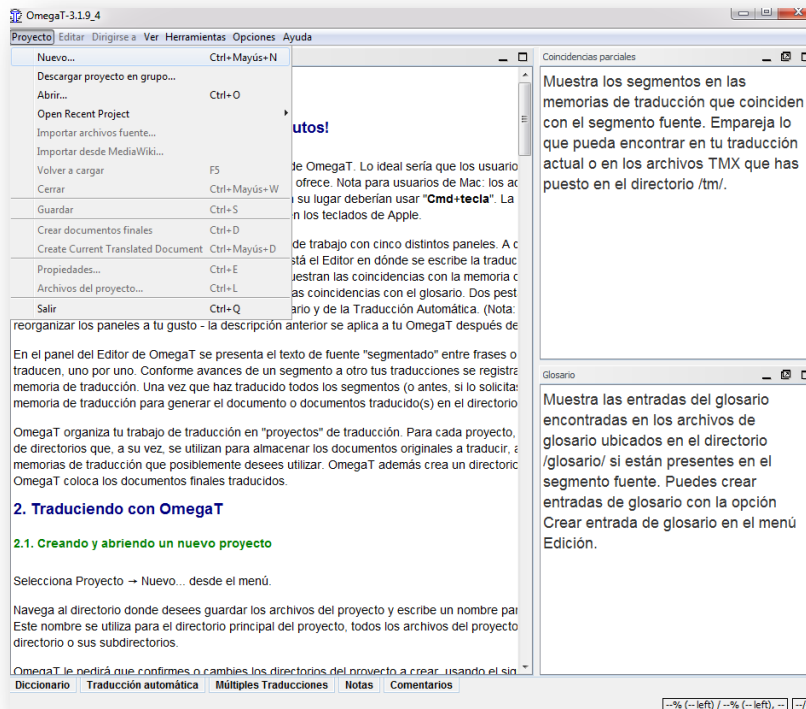 OmegaT-3.1.9_4
Proyecto Editar Dirigirse a Ver Herramientas Opciones Ayuda
Nuevo... Ctrl+Mayús+N
Descargar proyecto en grupo...
Abrir... Ctrl+O
Open Recent Project
Importar archivos fuente...
Importar desde MediaWiki...
Volver a cargar F5
Cerrar Ctrl+Mayús+W
Guardar Ctrl+S
Crear documentos finales Ctrl+D
Create Current Translated Document Ctrl+Mayús+D
Propiedades... Ctrl+E
Archivos del proyecto... Ctrl+L
Salir Ctrl+Q
utos!
de OmegaT. Lo ideal sería que los usuario
ofrece. Nota para usuarios de Mac: los
su lugar deberían usar "Cmd+tecla". La
n los teclados de Apple.
de trabajo con cinco distintos paneles. A
stá el Editor en dónde se escribe la traduc
uestran las coincidencias con la memoria
as coincidencias con el glosario. Dos pest
ario y de la Traducción Automática. (Nota:
reorganizar los paneles a tu gusto - la descripción anterior se aplica a tu OmegaT después de
En el panel del Editor de OmegaT se presenta el texto de fuente "segmentado" entre frases o
traducen, uno por uno. Conforme avances de un segmento a otro tus traducciones se registra
memoria de traducción. Una vez que haz traducido todos los segmentos (o antes, si lo solicitas
memoria de traducción para generar el documento o documentos traducido(s) en el directorio
OmegaT organiza tu trabajo de traducción en "proyectos" de traducción. Para cada proyecto,
de directorios que, a su vez, se utilizan para almacenar los documentos originales a traducir,
memorias de traducción que posiblemente desees utilizar. OmegaT además crea un directorio
OmegaT coloca los documentos finales traducidos.
2. Traduciendo con OmegaT
2.1. Creando y abriendo un nuevo proyecto
Selecciona Proyecto → Nuevo... desde el menú.
Navega al directorio donde desees guardar los archivos del proyecto y escribe un nombre par
Este nombre se utiliza para el directorio principal del proyecto, todos los archivos del proyecto
directorio o sus subdirectorios.
OmegaT le pedirá que confirmes o cambies los directorios del proyecto a crear, usando el sig
Coincidencias parciales
Muestra los segmentos en las
memorias de traducción que coinciden
con el segmento fuente. Empareja lo
que pueda encontrar en tu traducción
actual o en los archivos TMX que has
puesto en el directorio /tm/.
Glosario
Muestra las entradas del glosario
encontradas en los archivos de
glosario ubicados en el directorio
/glosario/ si están presentes en el
segmento fuente. Puedes crear
entradas de glosario con la opción
Crear entrada de glosario en el menú
Edición.
Diccionario Traducción automática Múltiples Traducciones Notas Comentarios
--% (-- left) / --% (-- left), -- --/